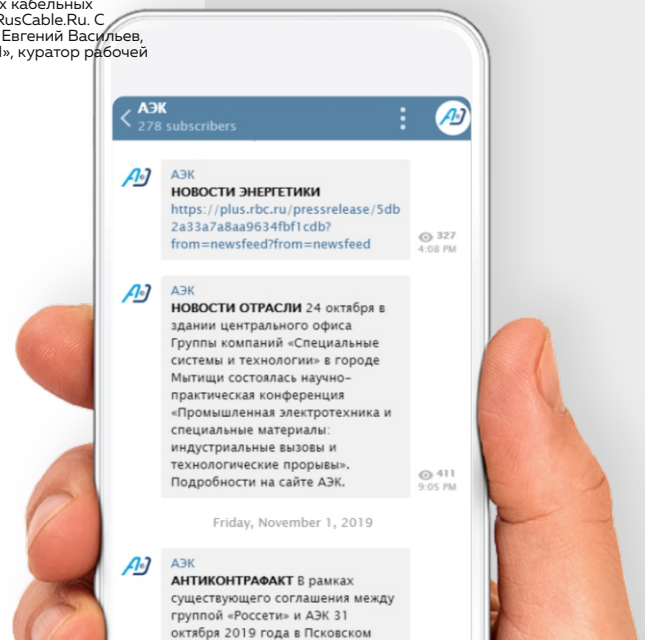 х кабельных
RusCable.Ru. С
Евгений Васильев,
», куратор рабочей
АЭК
278 subscribers
АЭК
НОВОСТИ ЭНЕРГЕТИКИ
https://plus.rbc.ru/pressrelease/5db
2a33a7a8aa9634fbf1cdb?
from=newsfeed?from=newsfeed
327
4:08 PM
АЭК
НОВОСТИ ОТРАСЛИ 24 октября в
здании центрального офиса
Группы компаний «Специальные
системы и технологии» в городе
Мытищи состоялась научно-
практическая конференция
«Промышленная электротехника и
специальные материалы:
индустриальные вызовы и
технологические прорывы».
Подробности на сайте АЭК.
411
9:05 PM
Friday, November 1, 2019
АЭК
АНТИКОНТРАФАКТ В рамках
существующего соглашения между
группой «Россети» и АЭК 31
октября 2019 года в Псковском